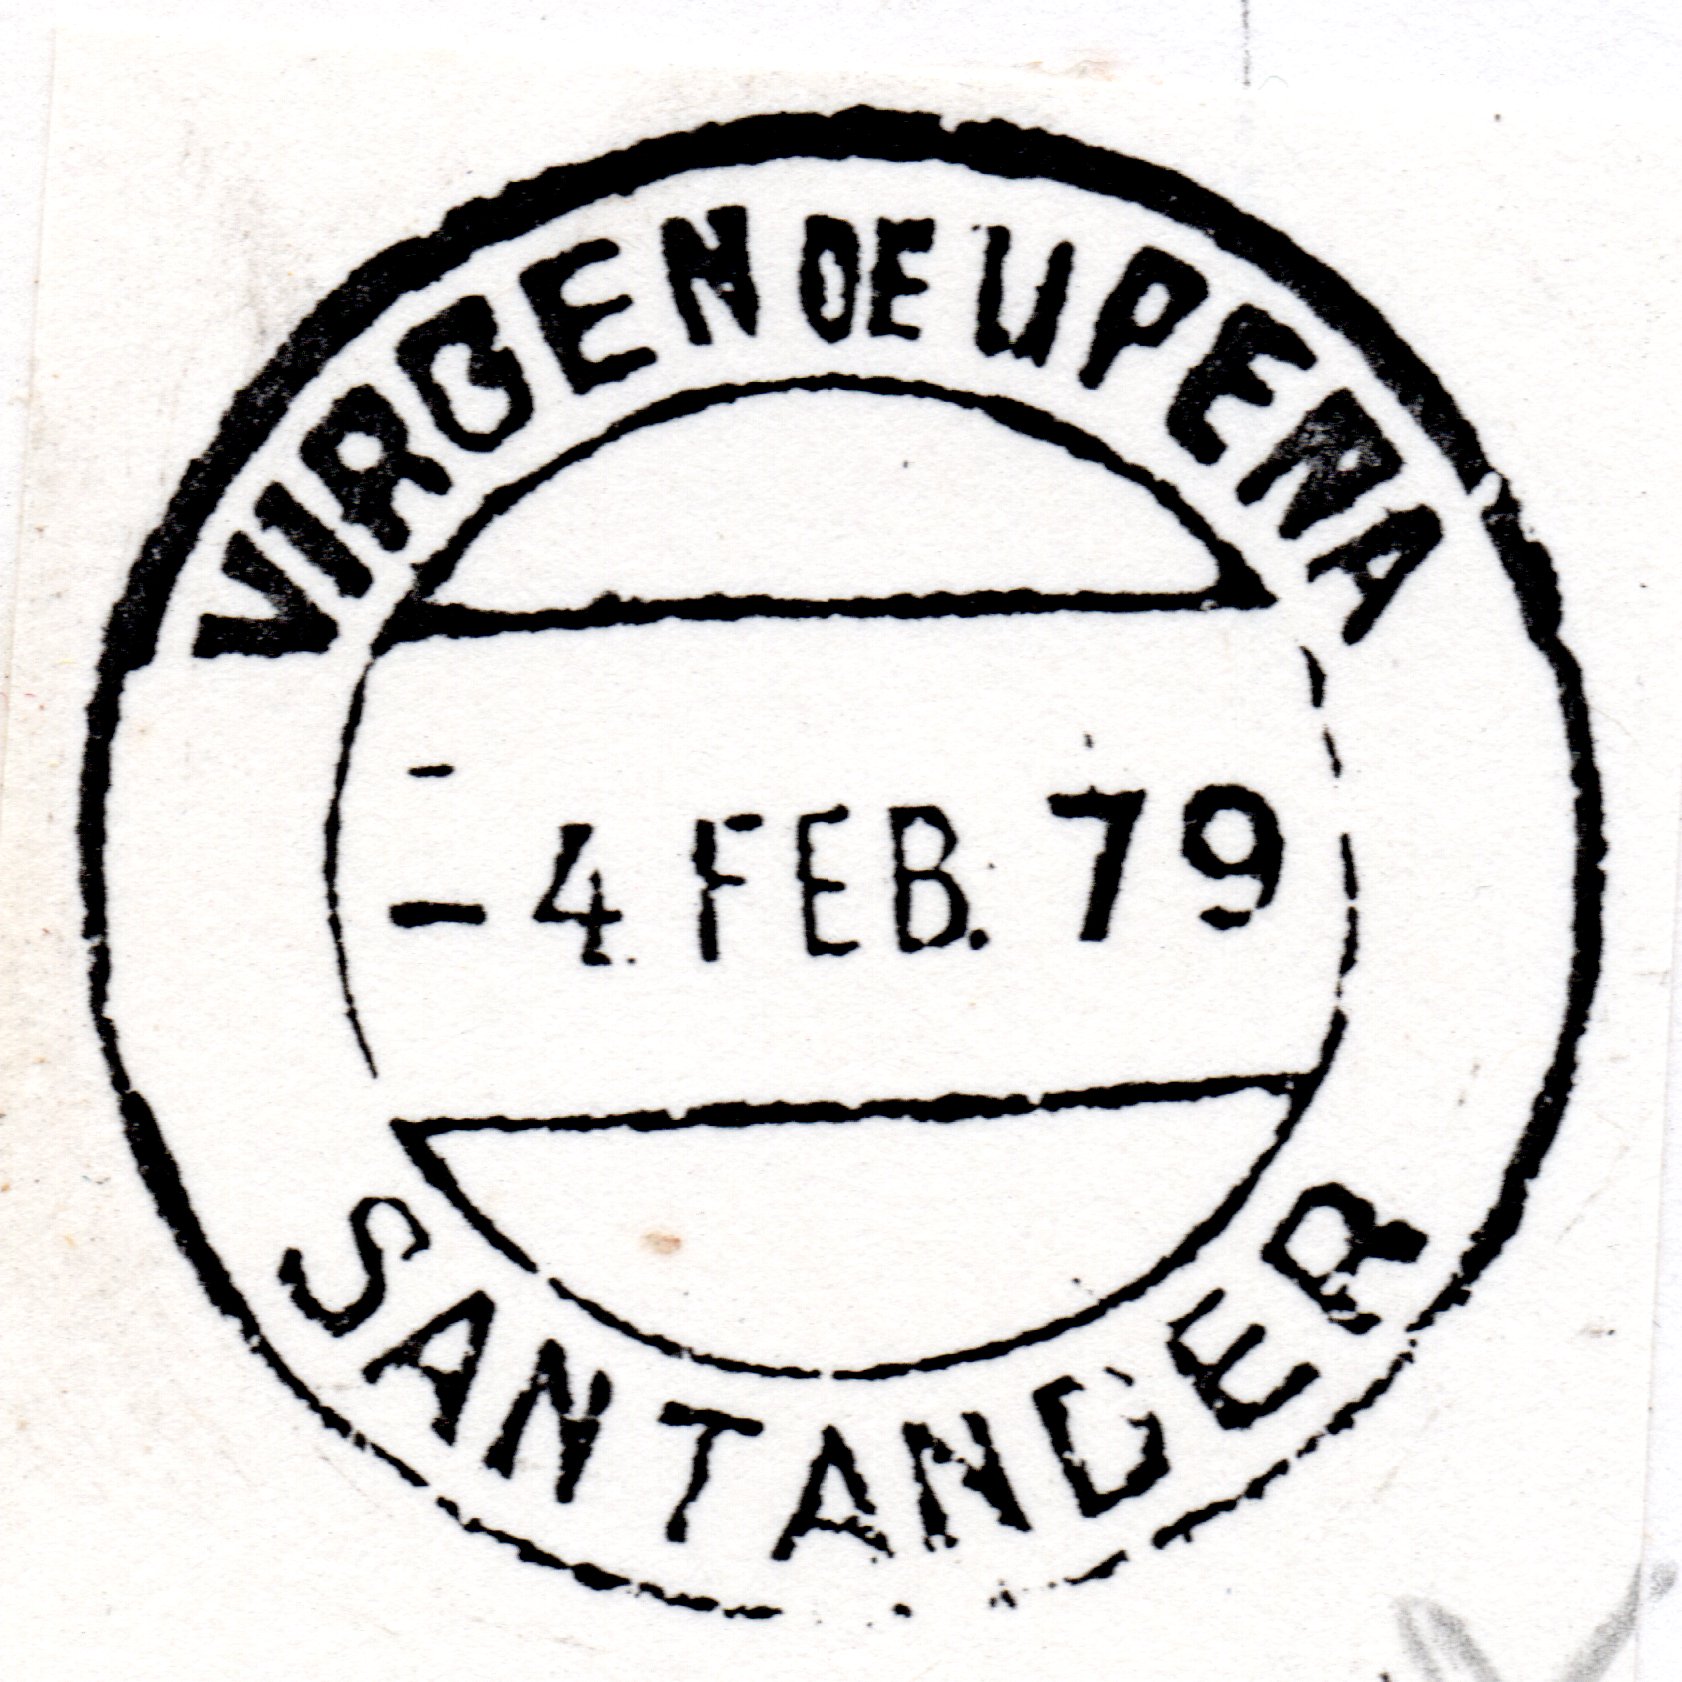 VIRGEN DE LA PEÑA
- 4. FEB. 79
SANTANDER